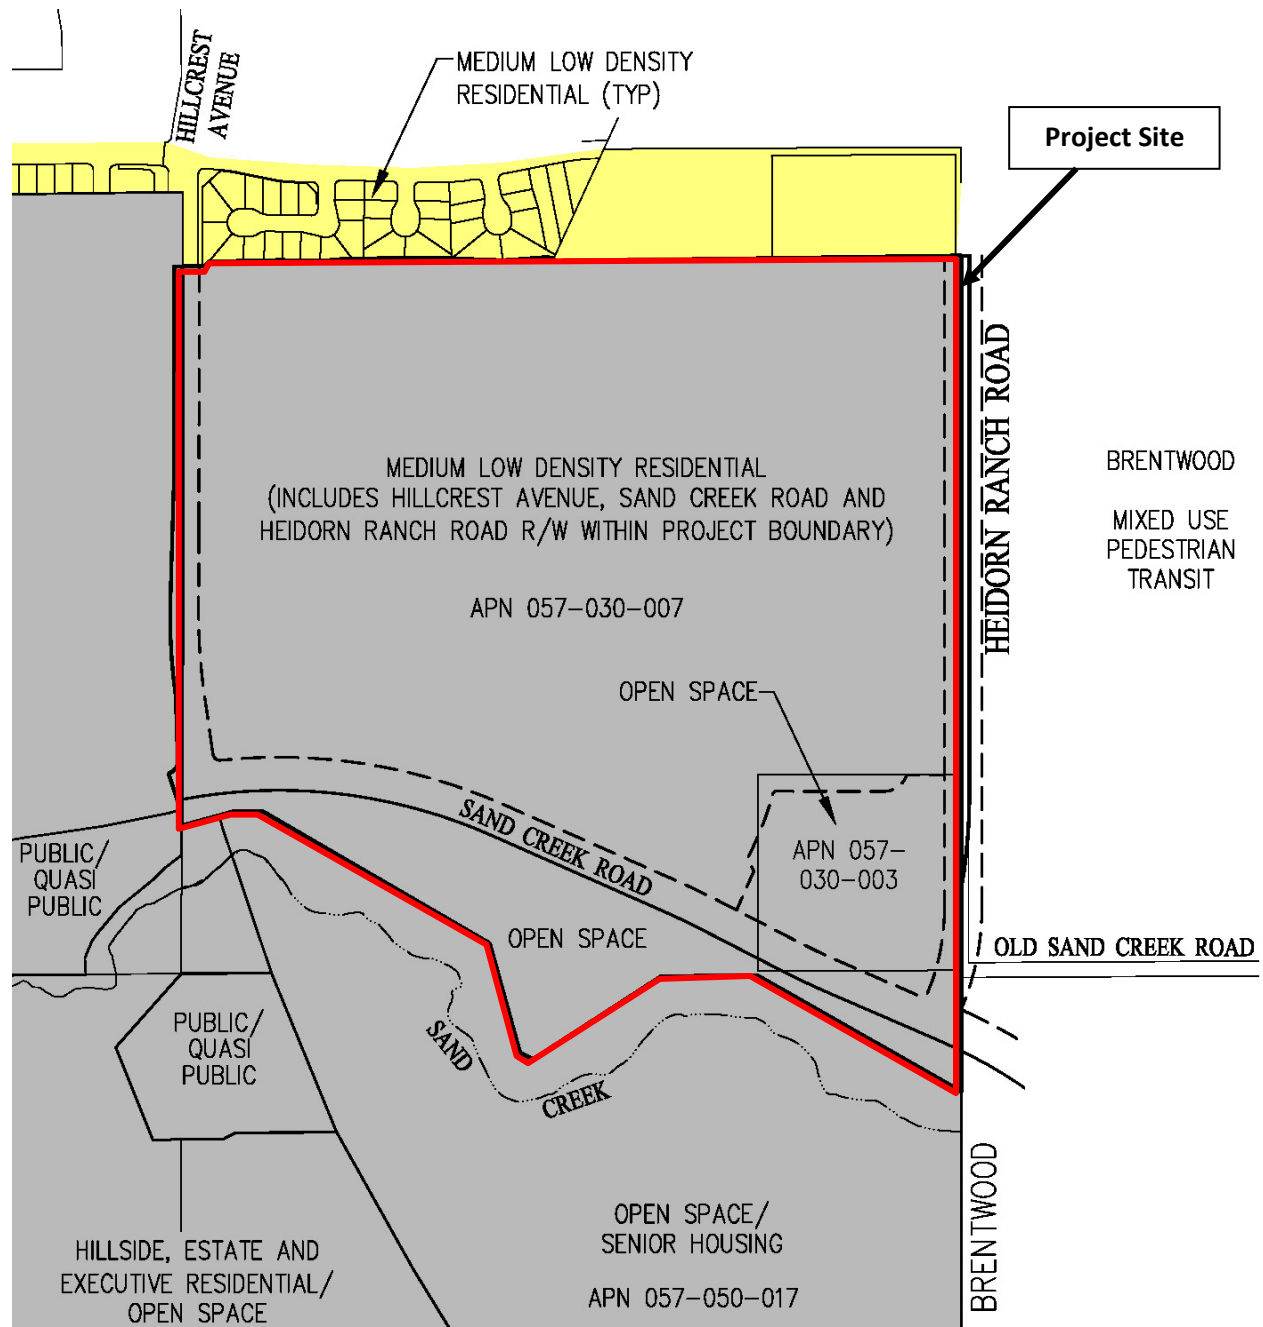 HILLCREST
AVENUE
MEDIUM LOW DENSITY
RESIDENTIAL (TYP)
Project Site
MEDIUM LOW DENSITY RESIDENTIAL
(INCLUDES HILLCREST AVENUE, SAND CREEK ROAD AND
HEIDORN RANCH ROAD R/W WITHIN PROJECT BOUNDARY)
APN 057-030-007
HEIDORN RANCH ROAD
BRENTWOOD
MIXED USE
PEDESTRIAN
TRANSIT
OPEN SPACE
SAND CREEK ROAD
APN 057-
030-003
PUBLIC/
QUASI
PUBLIC
OPEN SPACE
OLD SAND CREEK ROAD
PUBLIC/
QUASI
PUBLIC
SAND
CREEK
HILLSIDE, ESTATE AND
EXECUTIVE RESIDENTIAL/
OPEN SPACE
OPEN SPACE/
SENIOR HOUSING
APN 057-050-017
BRENTWOOD